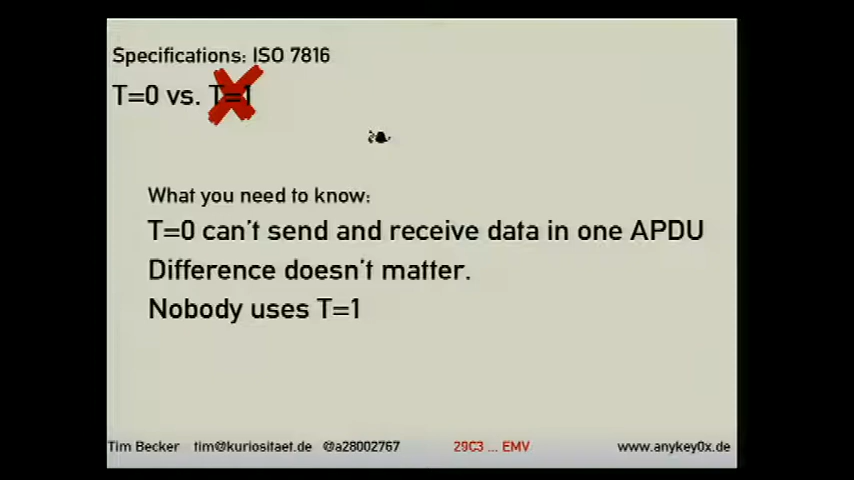 Specifications: ISO 7816
T=0 vs. T=1
What you need to know:
T=0 can't send and receive data in one APDU
Difference doesn't matter.
Nobody uses T=1
Tim Becker tim@kuriositaet.de @a28002767 29C3 ... EMV www.anykey0x.de